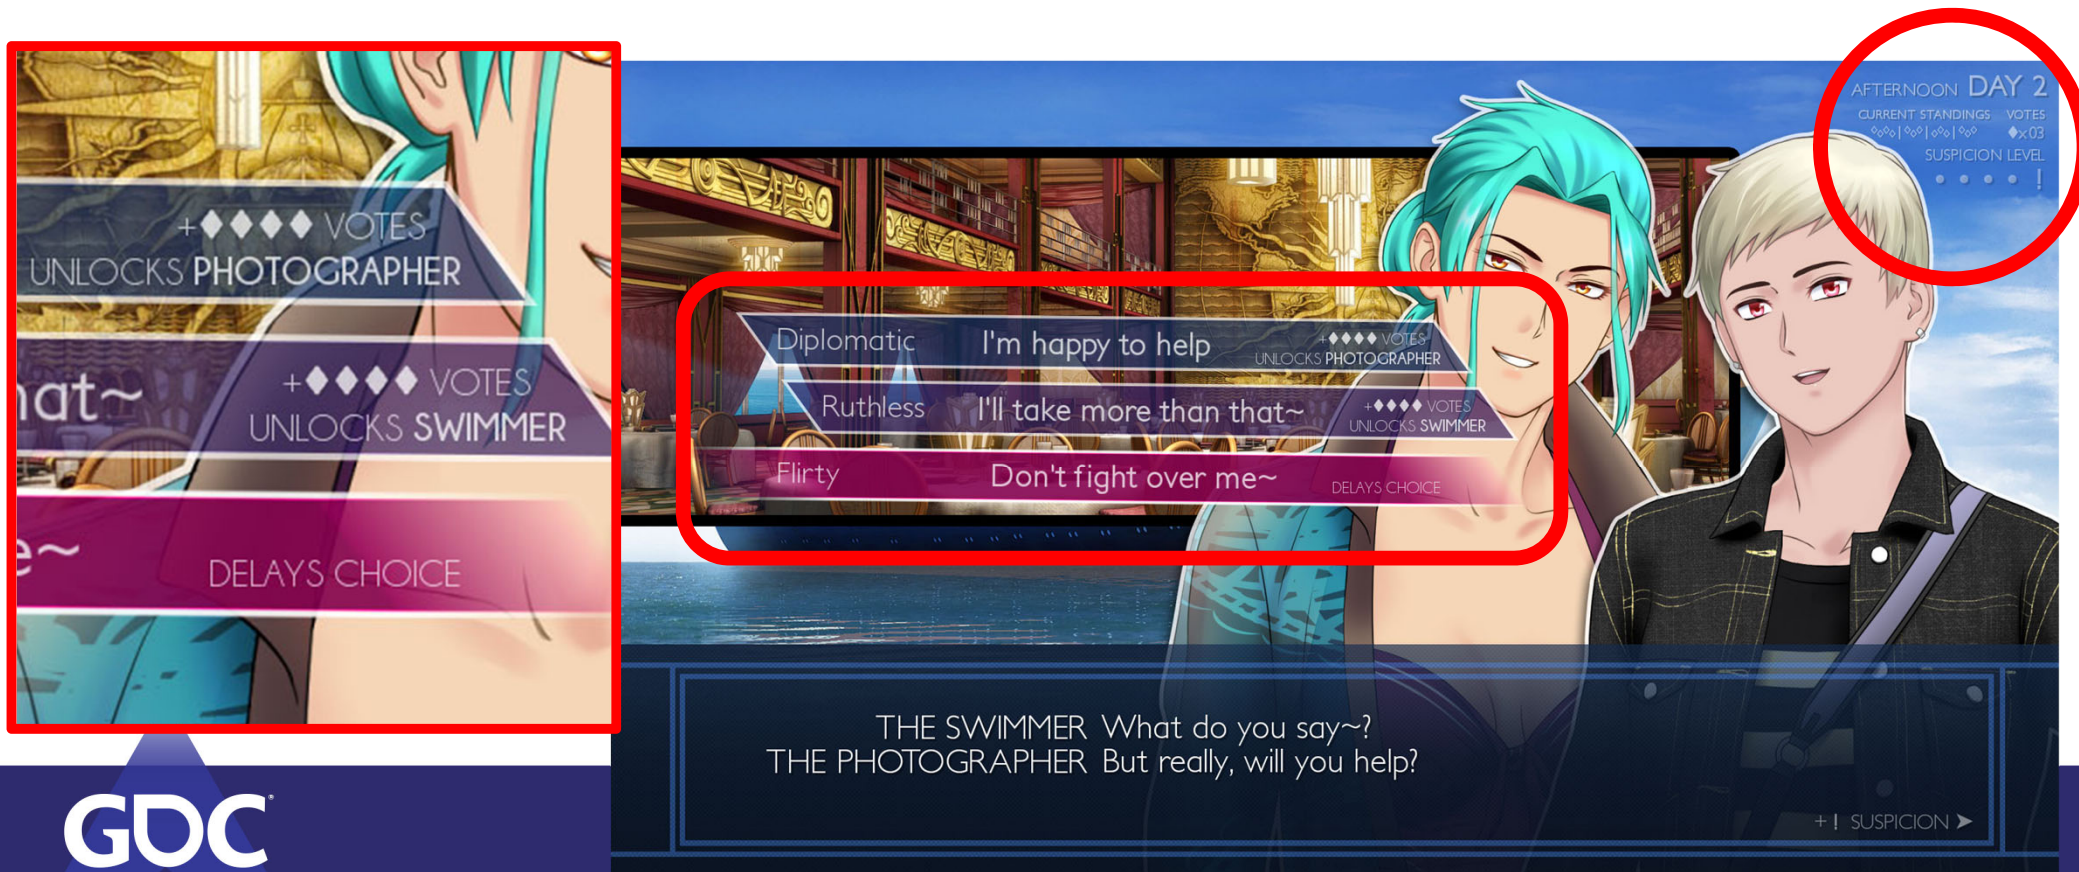 +♦♦♦♦ VOTES
UNLOCKS PHOTOGRAPHER
at~
+♦♦♦♦ VOTES
UNLOCKS SWIMMER
e~
DELAYS CHOICE
AFTERNOON DAY 2
CURRENT STANDINGS VOTES
♦x03
SUSPICION LEVEL
• • • • !
Diplomatic I'm happy to help +♦♦♦♦ VOTES
UNLOCKS PHOTOGRAPHER
Ruthless I'll take more than that~ +♦♦♦♦ VOTES
UNLOCKS SWIMMER
Flirty Don't fight over me~ DELAYS CHOICE
THE SWIMMER What do you say~?
THE PHOTOGRAPHER But really, will you help?
+! SUSPICION ➤
GDC